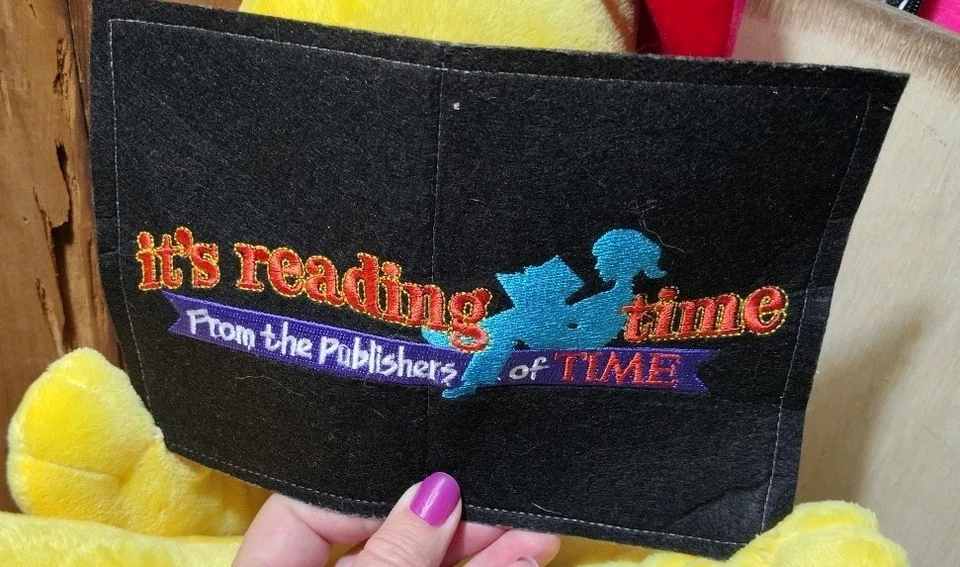 it's reading time
From the Publishers of TIME